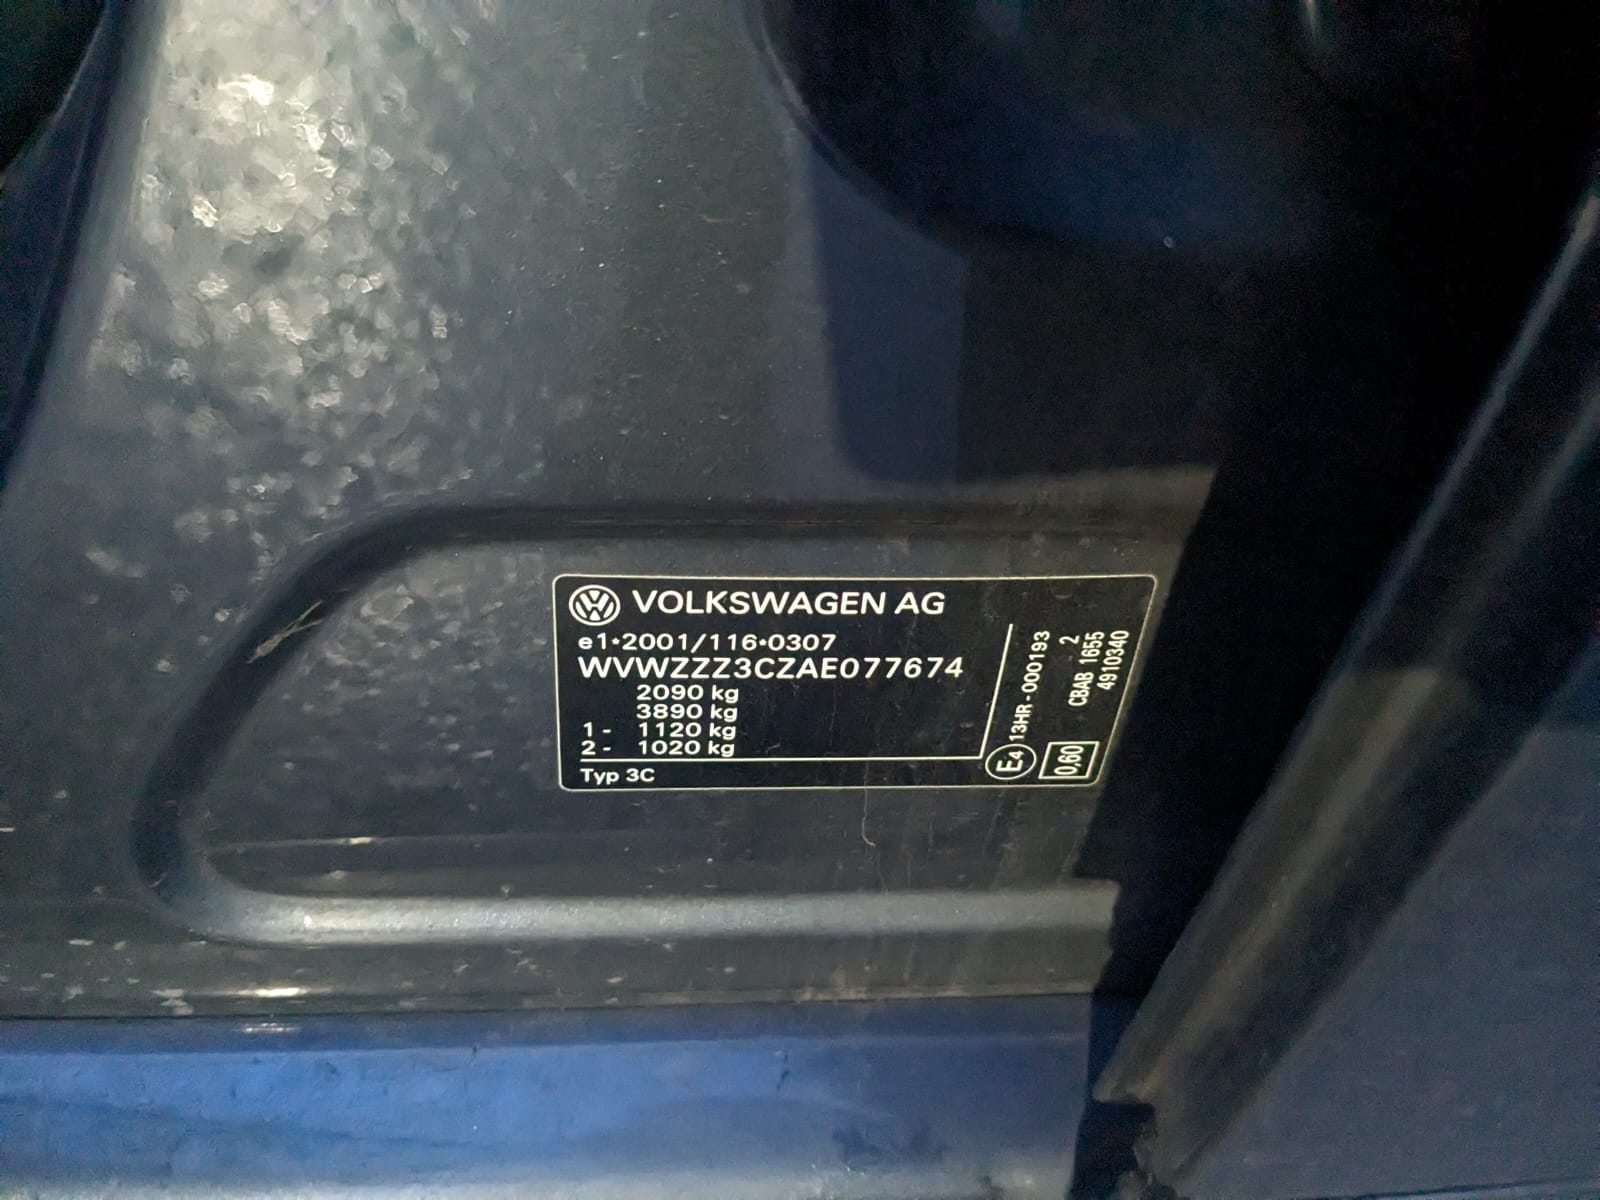 VOLKSWAGEN AG
e1*2001/116*0307
WVWZZZ3CZAE077674
2090 kg
3890 kg
1 - 1120 kg
2 - 1020 kg
Typ 3C
E4 13HR - 000193
0,60
2
CBAB 1655
4910340